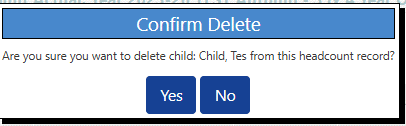 Confirm Delete
Are you sure you want to delete child: Child, Tes from this headcount record?
Yes No